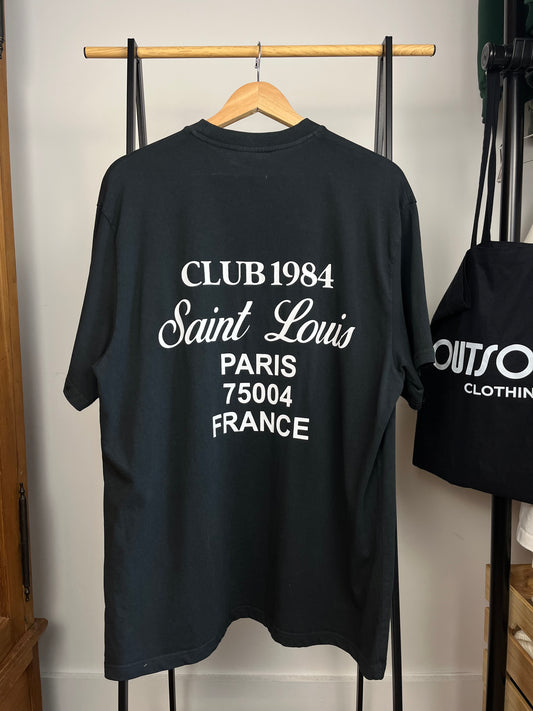 CLUB 1984
Saint Louis
PARIS
75004
FRANCE
OUTSO
CLOTHIN